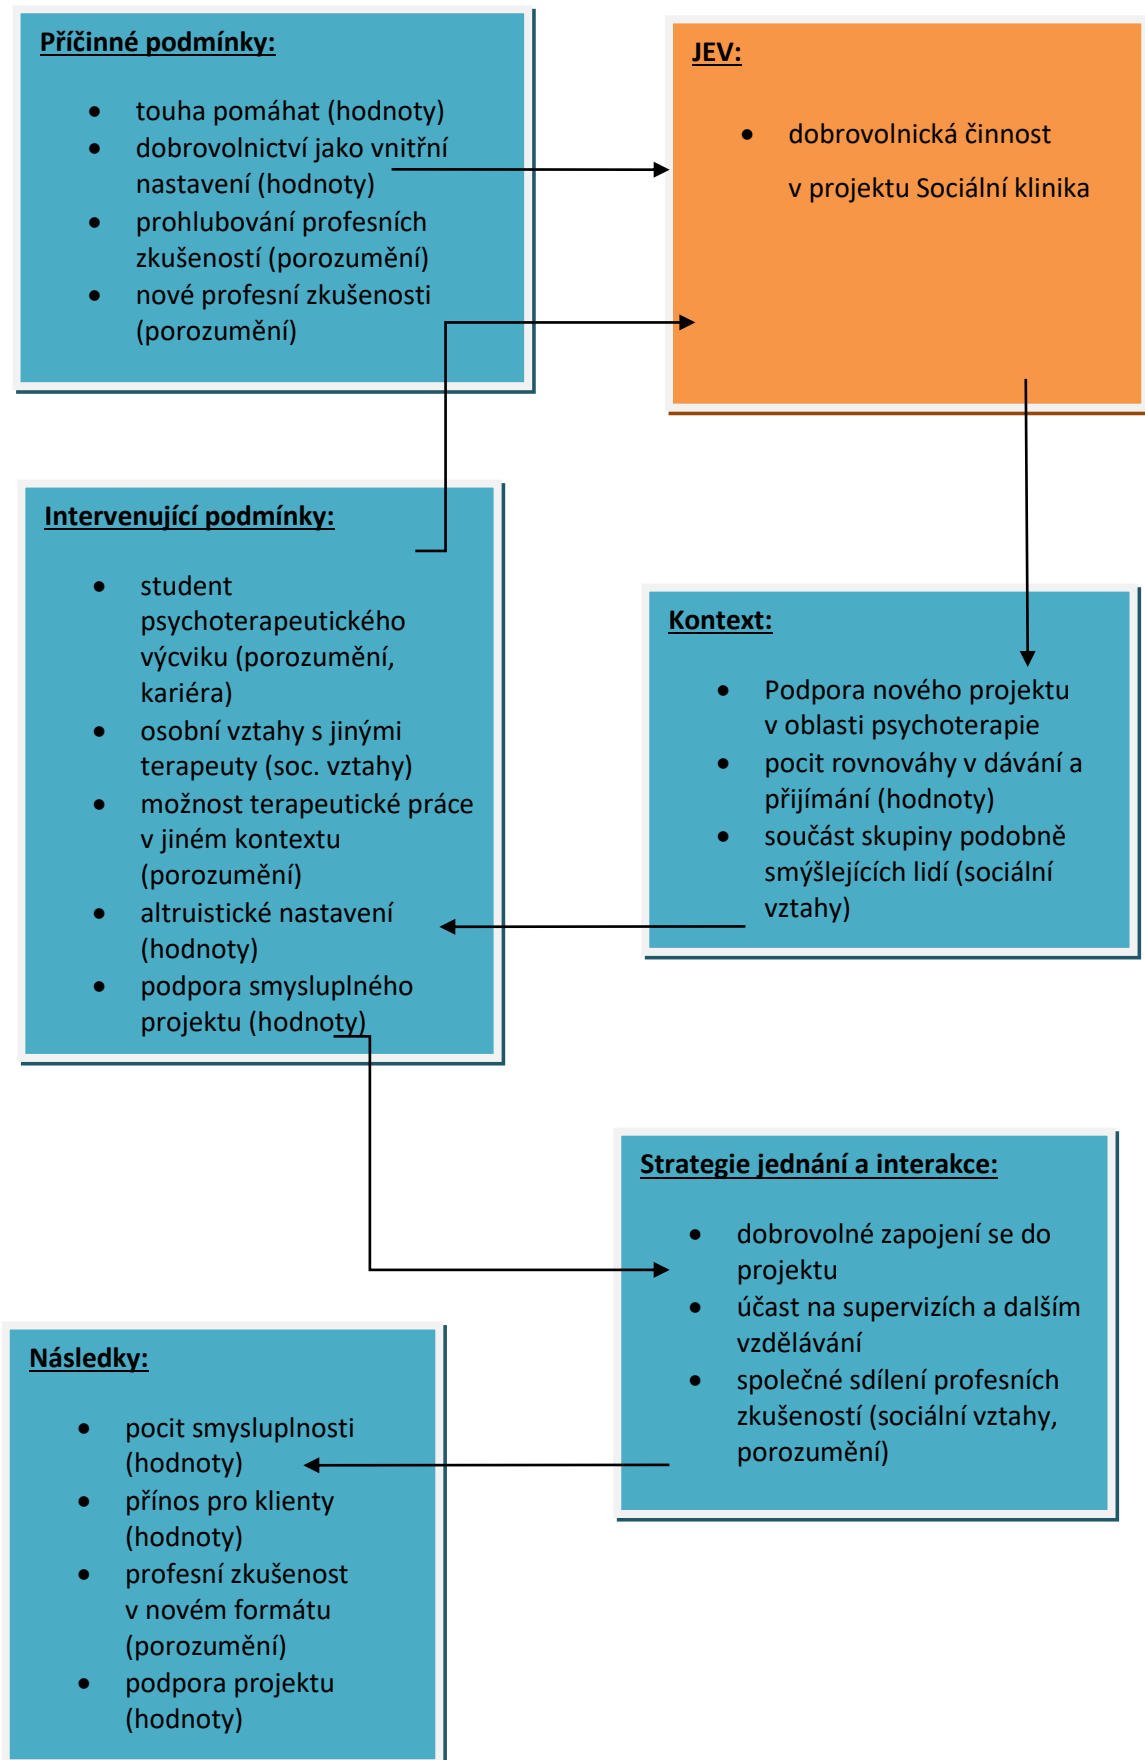 Příčinné podmínky:
• touha pomáhat (hodnoty)
• dobrovolnictví jako vnitřní
nastavení (hodnoty)
• prohlubování profesních
zkušeností (porozumění)
• nové profesní zkušenosti
(porozumění)
JEV:
• dobrovolnická činnost
v projektu Sociální klinika
Intervenující podmínky:
• student
psychoterapeutického
výcviku (porozumění,
kariéra)
• osobní vztahy s jinými
terapeuty (soc. vztahy)
• možnost terapeutické práce
v jiném kontextu
(porozumění)
• altruistické nastavení
(hodnoty)
• podpora smysluplného
projektu (hodnoty)
Kontext:
• Podpora nového projektu
v oblasti psychoterapie
• pocit rovnováhy v dávání a
přijímání (hodnoty)
• součást skupiny podobně
smýšlejících lidí (sociální
vztahy)
Strategie jednání a interakce:
• dobrovolné zapojení se do
projektu
• účast na supervizích a dalším
vzdělávání
• společné sdílení profesních
zkušeností (sociální vztahy,
porozumění)
Následky:
• pocit smysluplnosti
(hodnoty)
• přínos pro klienty
(hodnoty)
• profesní zkušenost
v novém formátu
(porozumění)
• podpora projektu
(hodnoty)